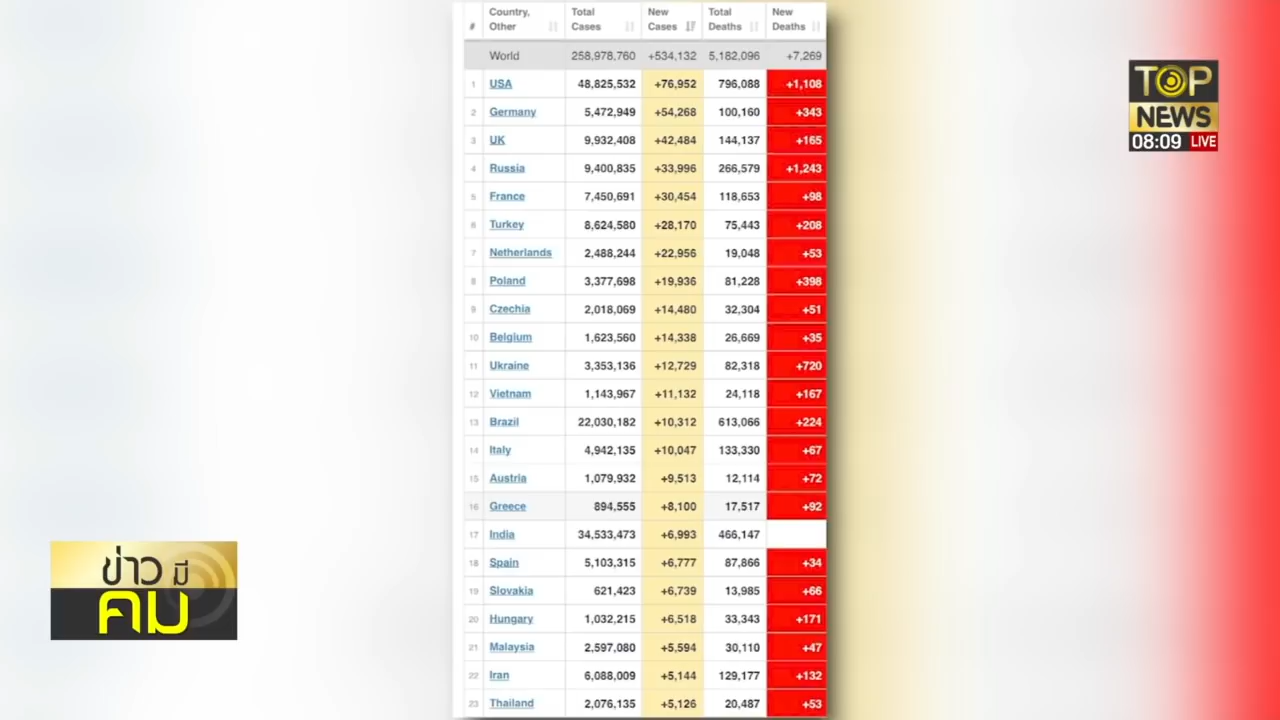 # Country, Other Total Cases New Cases Total Deaths New Deaths
World 258,978,760 +534,132 5,182,096 +7,269
1 USA 48,825,532 +76,952 796,088 +1,108
2 Germany 5,472,949 +54,268 100,160 +343
3 UK 9,932,408 +42,484 144,137 +165
4 Russia 9,400,835 +33,996 266,579 +1,243
5 France 7,450,691 +30,454 118,653 +98
6 Turkey 8,624,580 +28,170 75,443 +208
7 Netherlands 2,488,244 +22,956 19,048 +53
8 Poland 3,377,698 +19,936 81,228 +398
9 Czechia 2,018,069 +14,480 32,304 +51
10 Belgium 1,623,560 +14,338 26,669 +35
11 Ukraine 3,353,136 +12,729 82,318 +720
12 Vietnam 1,143,967 +11,132 24,118 +167
13 Brazil 22,030,182 +10,312 613,066 +224
14 Italy 4,942,135 +10,047 133,330 +67
15 Austria 1,079,932 +9,513 12,114 +72
16 Greece 894,555 +8,100 17,517 +92
17 India 34,533,473 +6,993 466,147
18 Spain 5,103,315 +6,777 87,866 +34
19 Slovakia 621,423 +6,739 13,985 +66
20 Hungary 1,032,215 +6,518 33,343 +171
21 Malaysia 2,597,080 +5,594 30,110 +47
22 Iran 6,088,009 +5,144 129,177 +132
23 Thailand 2,076,135 +5,126 20,487 +53
TOP
NEWS
08:09 LIVE
ข่าวมี
คม